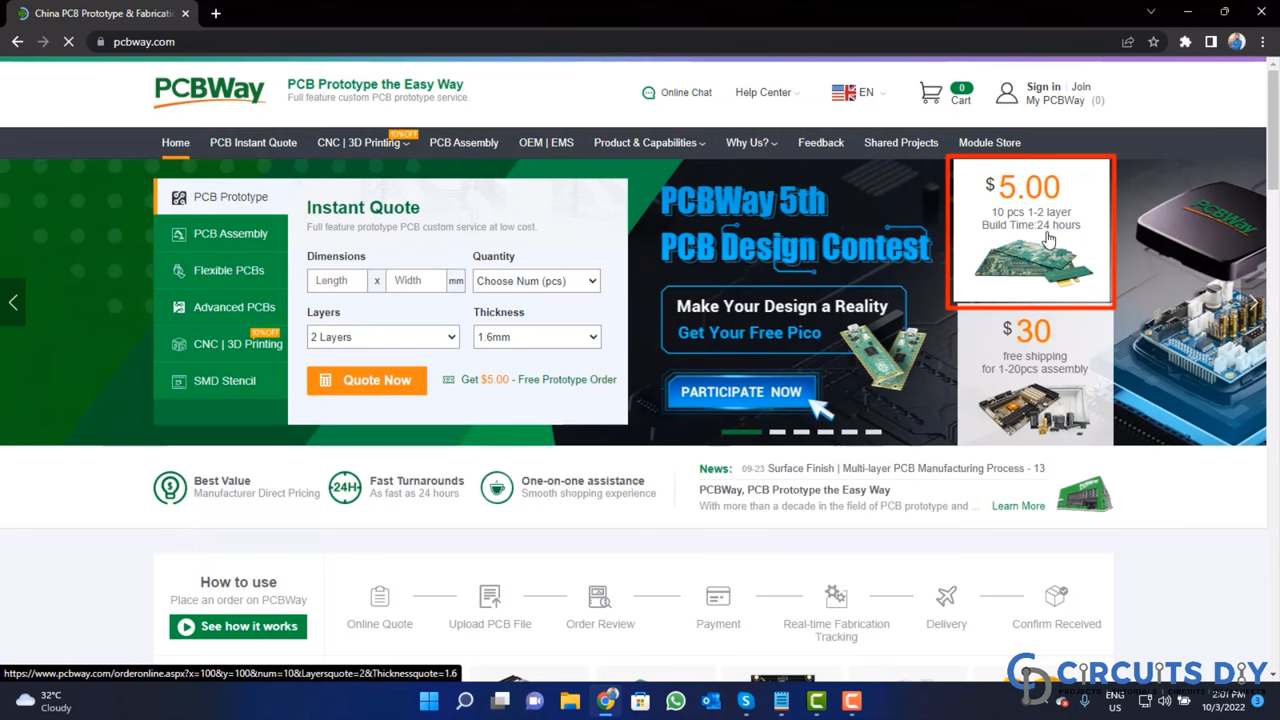 China PCB Prototype & Fabricati
pcbway.com
PCBWay
PCB Prototype the Easy Way
Full feature custom PCB prototype service.
Online Chat
Help Center
EN
0
Cart
Sign in | Join
My PCBWay (0)
Home
PCB Instant Quote
CNC | 3D Printing
10%OFF
PCB Assembly
OEM | EMS
Product & Capabilities
Why Us?
Feedback
Shared Projects
Module Store
PCB Prototype
PCB Assembly
Flexible PCBs
Advanced PCBs
10%OFF
CNC | 3D Printing
SMD Stencil
Instant Quote
Full feature prototype PCB custom service at low cost.
Dimensions
Quantity
Length x Width mm
Choose Num (pcs)
Layers
Thickness
2 Layers
1.6mm
Quote Now
Get $5.00 - Free Prototype Order
PCBWay 5th
PCB Design Contest
Make Your Design a Reality
Get Your Free Pico
PARTICIPATE NOW
$ 5.00
10 pcs 1-2 layer
Build Time:24 hours
$ 30
free shipping
for 1-20pcs assembly
Best Value
Manufacturer Direct Pricing
24H
Fast Turnarounds
As fast as 24 hours
One-on-one assistance
Smooth shopping experience
News: 09-23 Surface Finish | Multi-layer PCB Manufacturing Process - 13
PCBWay, PCB Prototype the Easy Way
With more than a decade in the field of PCB prototype and ...
Learn More
How to use
Place an order on PCBWay
See how it works
Online Quote
Upload PCB File
Order Review
Payment
Real-time Fabrication
Tracking
Delivery
Confirm Received
https://www.pcbway.com/orderonline.aspx?x=100&y=100&num=10&Layersquote=2&Thicknessquote=1.6
CIRCUITS DIY
32°C
Cloudy
ENG
US
10/3/2022